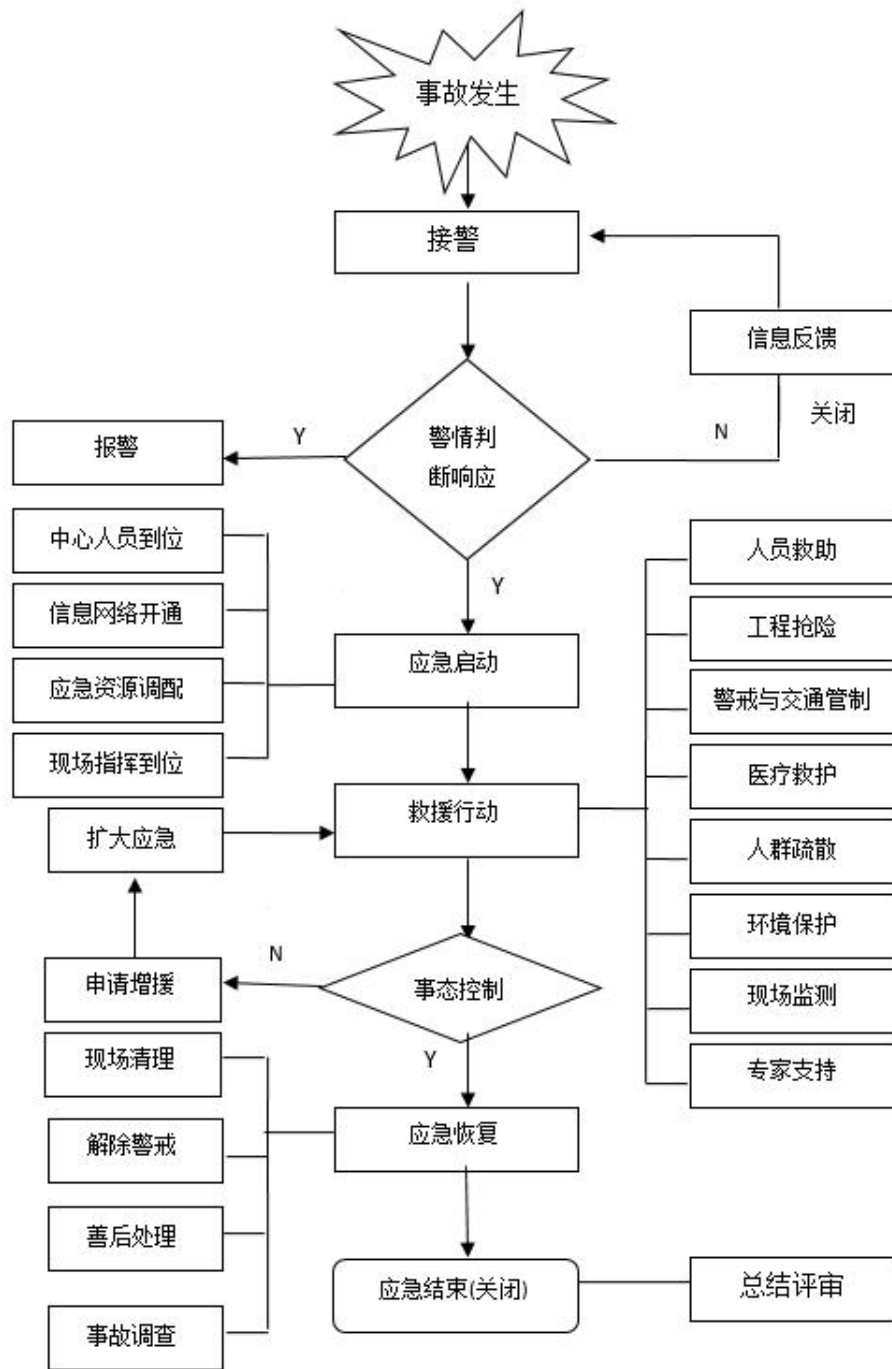 事故发生
接警
信息反馈
关闭
警情判
断响应
Y
N
报警
Y
中心人员到位
信息网络开通
应急资源调配
现场指挥到位
应急启动
人员救助
工程抢险
警戒与交通管制
医疗救护
人群疏散
环境保护
现场监测
专家支持
救援行动
扩大应急
事态控制
N
申请增援
Y
现场清理
解除警戒
善后处理
事故调查
应急恢复
应急结束(关闭)
总结评审